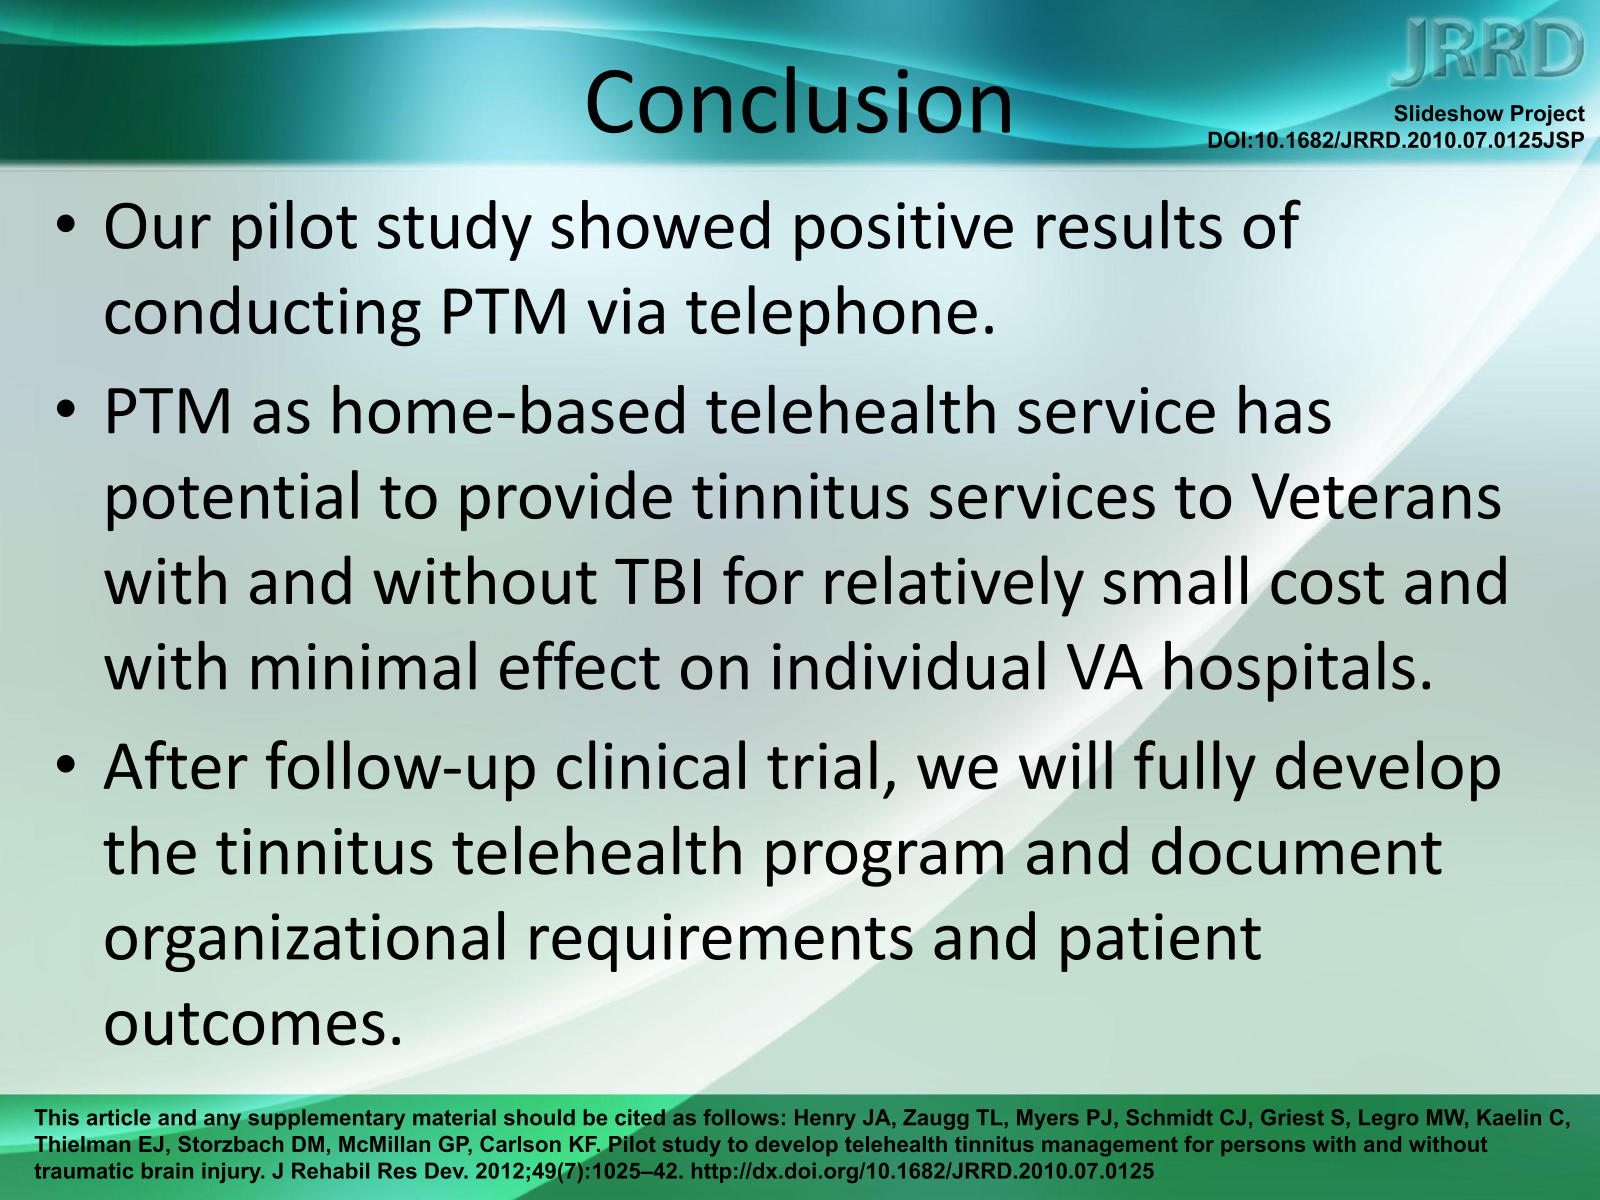 JRRD
Conclusion
Slideshow Project
DOI:10.1682/JRRD.2010.07.0125JSP
• Our pilot study showed positive results of
conducting PTM via telephone.
• PTM as home-based telehealth service has
potential to provide tinnitus services to Veterans
with and without TBI for relatively small cost and
with minimal effect on individual VA hospitals.
• After follow-up clinical trial, we will fully develop
the tinnitus telehealth program and document
organizational requirements and patient
outcomes.
This article and any supplementary material should be cited as follows: Henry JA, Zaugg TL, Myers PJ, Schmidt CJ, Griest S, Legro MW, Kaelin C,
Thielman EJ, Storzbach DM, McMillan GP, Carlson KF. Pilot study to develop telehealth tinnitus management for persons with and without
traumatic brain injury. J Rehabil Res Dev. 2012;49(7):1025–42. http://dx.doi.org/10.1682/JRRD.2010.07.0125